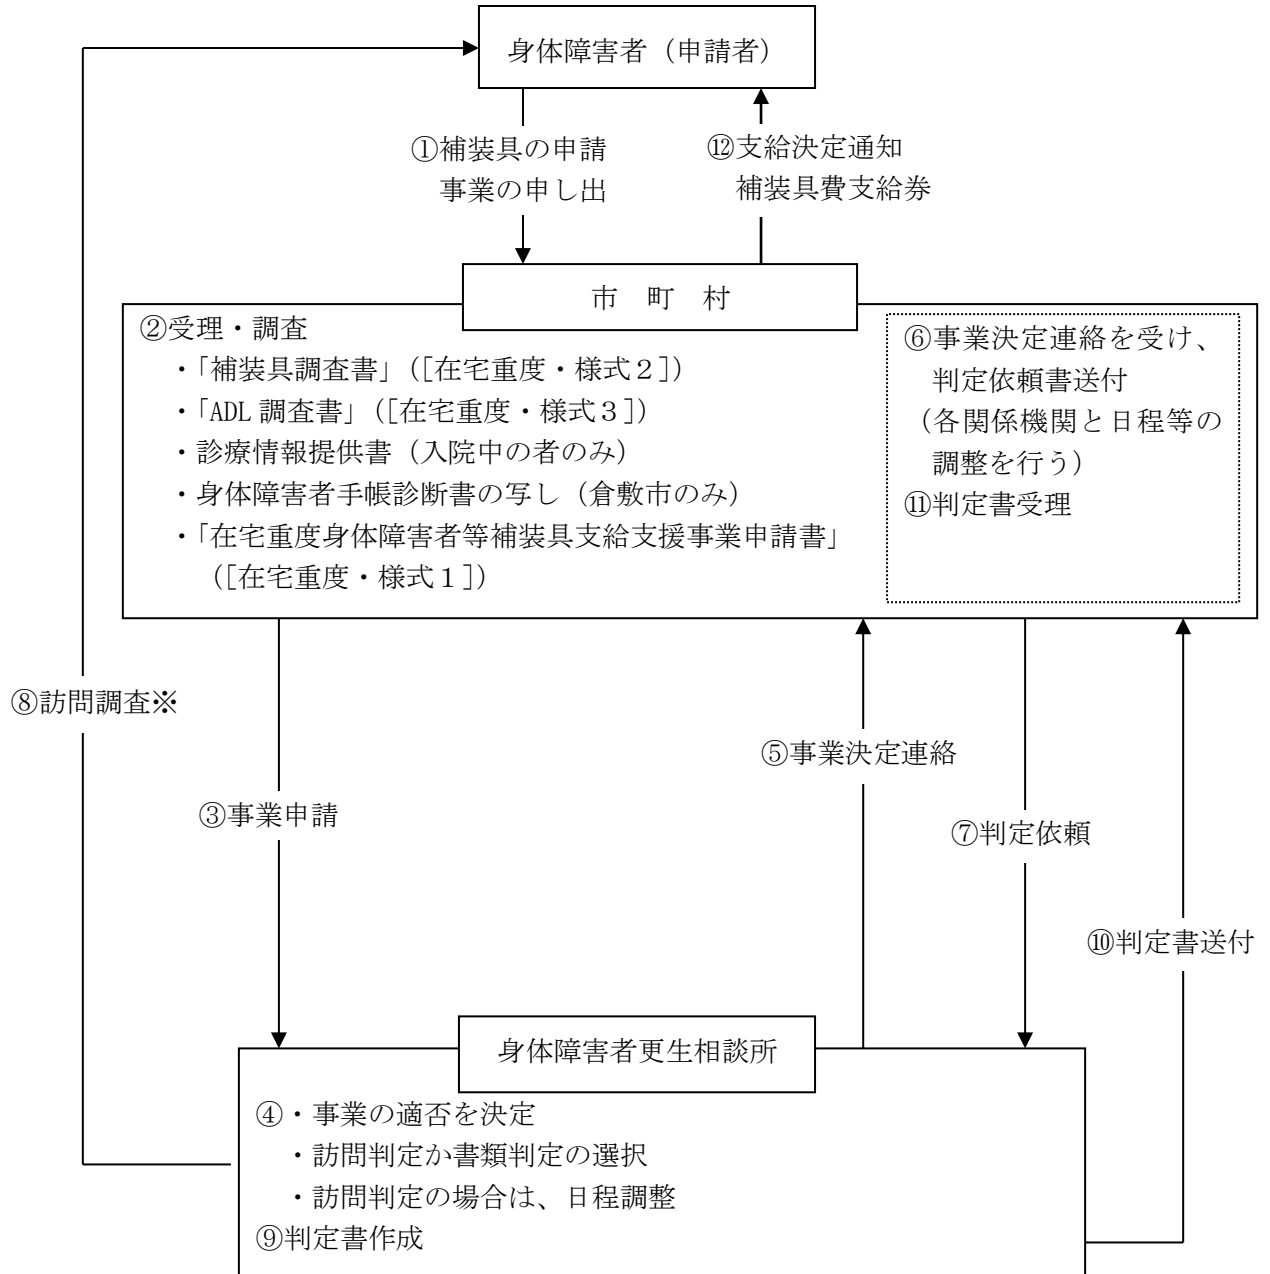 身体障害者（申請者）
①補装具の申請
事業の申し出
⑫支給決定通知
補装具費支給券
市　町　村
②受理・調査
・「補装具調査書」（［在宅重度・様式２］）
・「ADL 調査書」（［在宅重度・様式３］）
・診療情報提供書（入院中の者のみ）
・身体障害者手帳診断書の写し（倉敷市のみ）
・「在宅重度身体障害者等補装具支給支援事業申請書」
（［在宅重度・様式１］）
⑥事業決定連絡を受け、
判定依頼書送付
（各関係機関と日程等の
調整を行う）
⑪判定書受理
⑧訪問調査※
③事業申請
⑤事業決定連絡
⑦判定依頼
⑩判定書送付
身体障害者更生相談所
④・事業の適否を決定
・訪問判定か書類判定の選択
・訪問判定の場合は、日程調整
⑨判定書作成